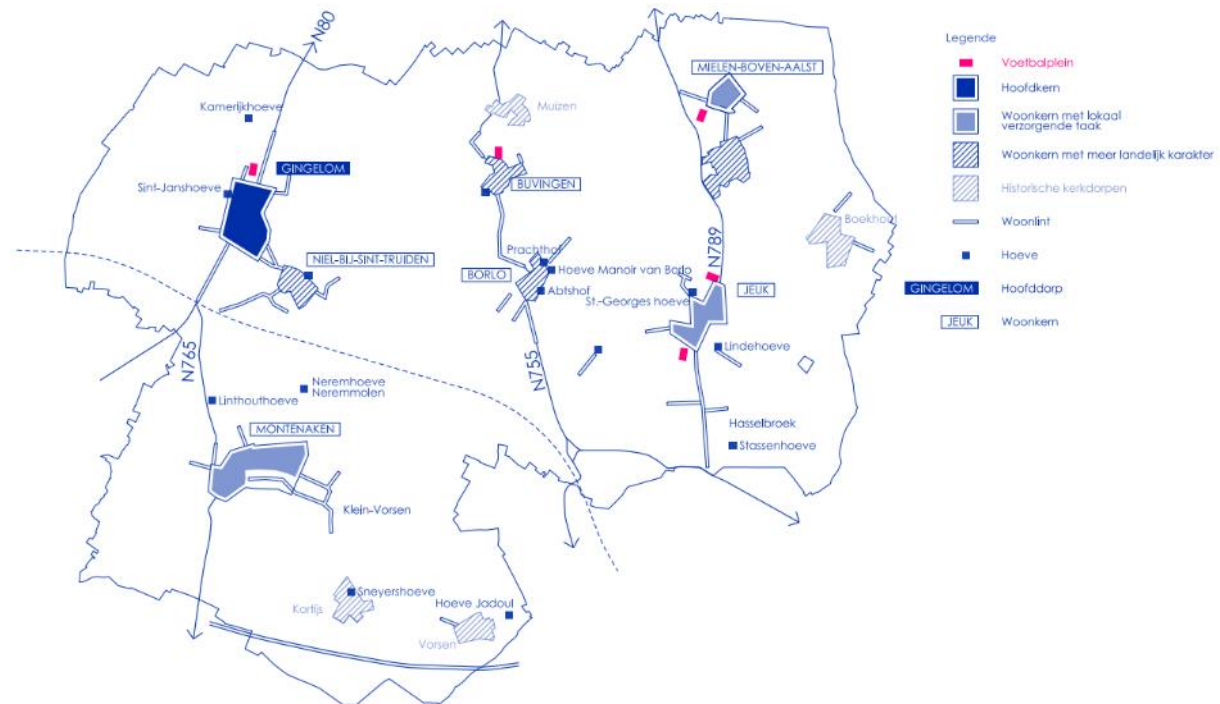 N80
Kamerijkhoeve
GINGELOM
Sint-Janshoeve
NIEL-BIJ-SINT-TRUIDEN
N765
Neremhoeve
Neremmolen
Linthouthoeve
MONTENAKEN
Klein-Vorsen
Sneyershoeve
Kortijs
Hoeve Jadoul
Vorsen
Muizen
BUVINGEN
Prachthof
BORLO
Hoeve Manoir van Borlo
Abtshof
N755
MIELEN-BOVEN-AALST
Boekhout
N789
St.-Georges hoeve
JEUK
Lindehoeve
Hasselbroek
Stassenhoeve
Legende
Voetbalplein
Hoofdkern
Woonkern met lokaal
verzorgende taak
Woonkern met meer landelijk karakter
Historische kerkdorpen
Woonlint
Hoeve
GINGELOM Hoofddorp
JEUK Woonkern